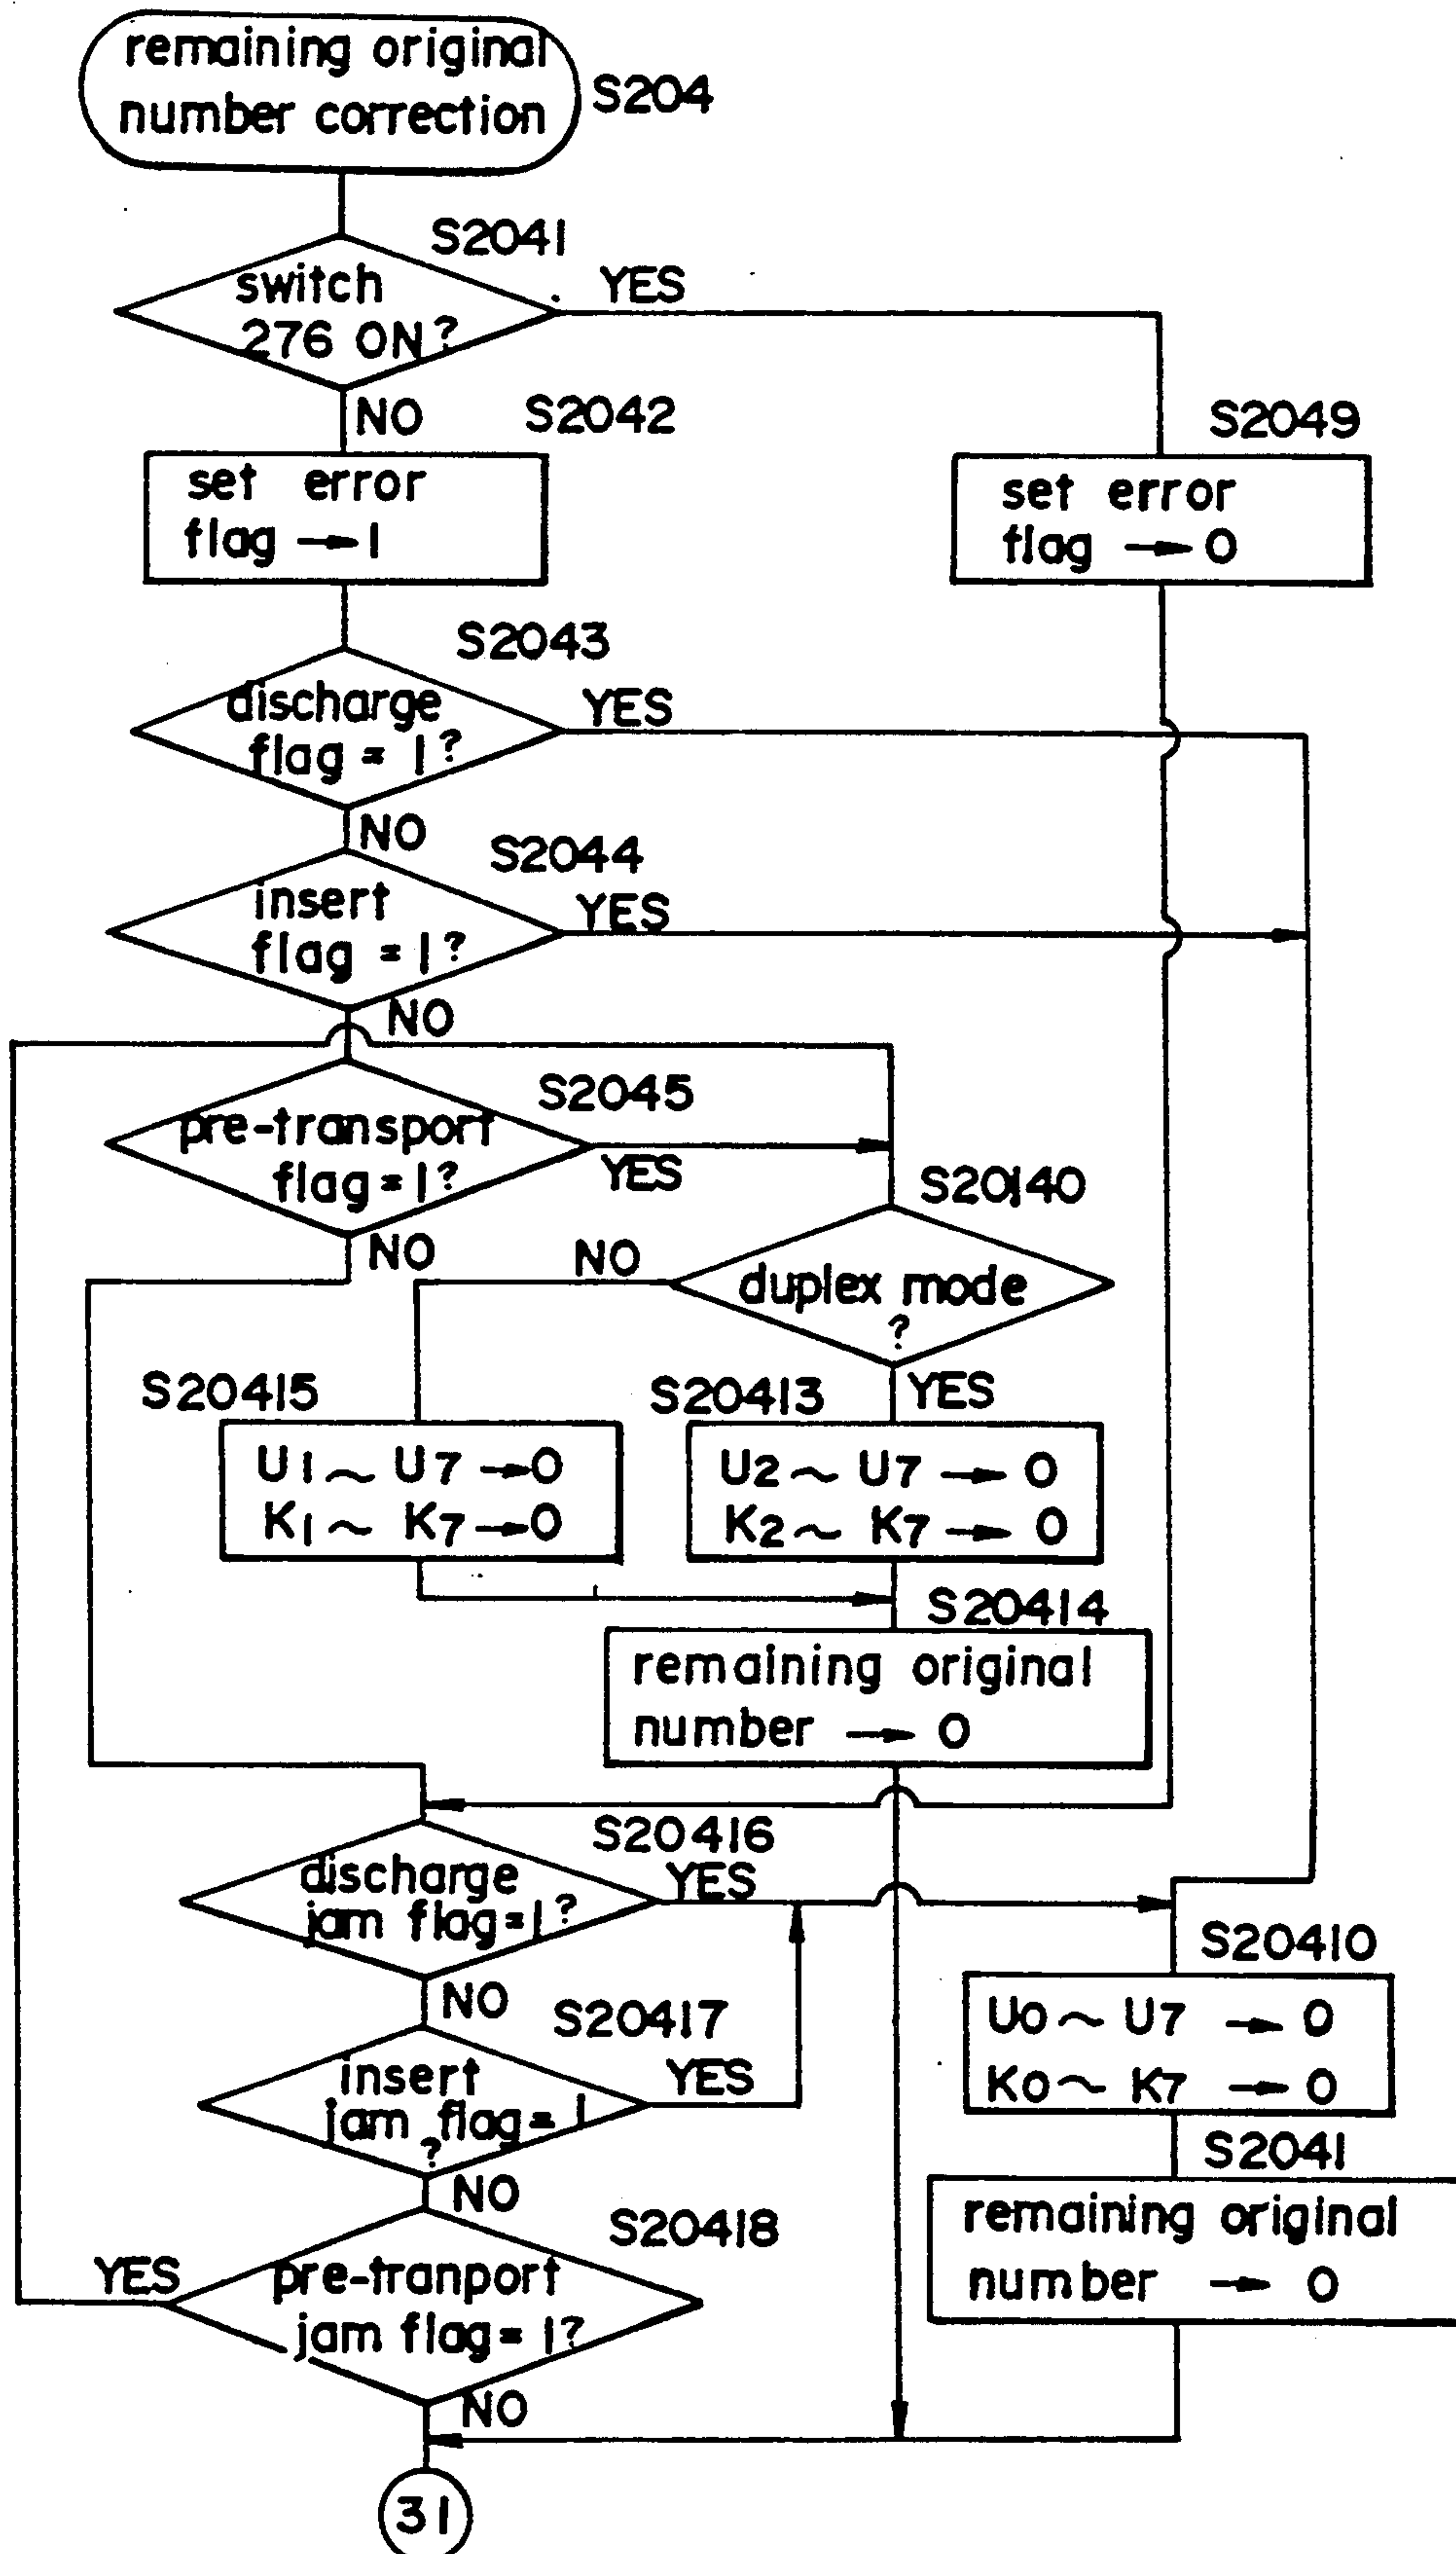 remaining original
number correction
S204
S2041
switch
276 ON?
YES
NO
S2042
S2049
set error
flag → 1
set error
flag → 0
S2043
discharge
flag = 1?
YES
NO
S2044
insert
flag = 1?
YES
NO
S2045
pre-transport
flag = 1?
YES
NO
S20140
duplex mode
?
NO
YES
S20415
S20413
U1 ~ U7 → 0
K1 ~ K7 → 0
U2 ~ U7 → 0
K2 ~ K7 → 0
S20414
remaining original
number → 0
S20416
discharge
jam flag = 1?
YES
NO
S20410
U0 ~ U7 → 0
K0 ~ K7 → 0
S20417
insert
jam flag = 1
?
YES
NO
S2041
remaining original
number → 0
S20418
pre-tranport
jam flag = 1?
YES
NO
31